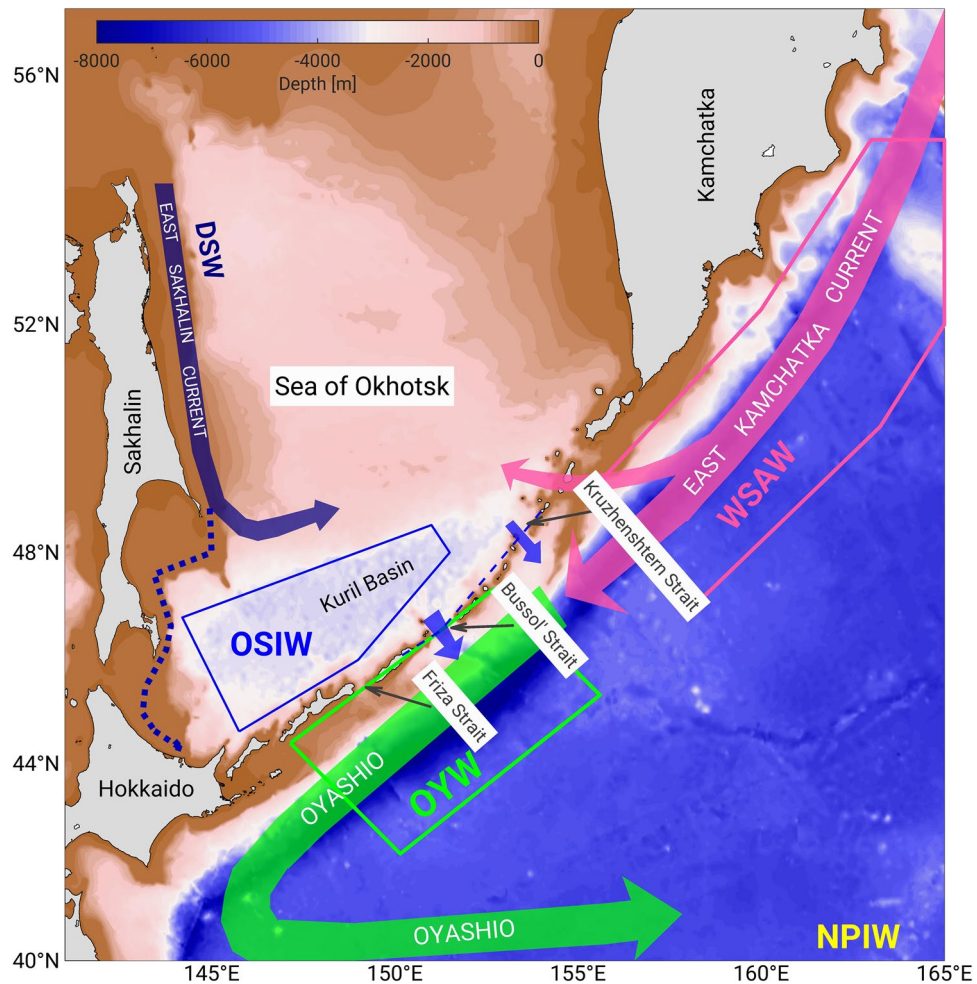 -8000
-6000
-4000
-2000
0
Depth [m]
56°N
52°N
48°N
44°N
40°N
145°E
150°E
155°E
160°E
165°E
Kamchatka
DSW
EAST SAKHALIN CURRENT
Sakhalin
Sea of Okhotsk
EAST KAMCHATKA CURRENT
WSAW
Kruzhenshtern Strait
Kuril Basin
OSIW
Bussol' Strait
Friza Strait
Hokkaido
OYASHIO
OYW
OYASHIO
NPIW